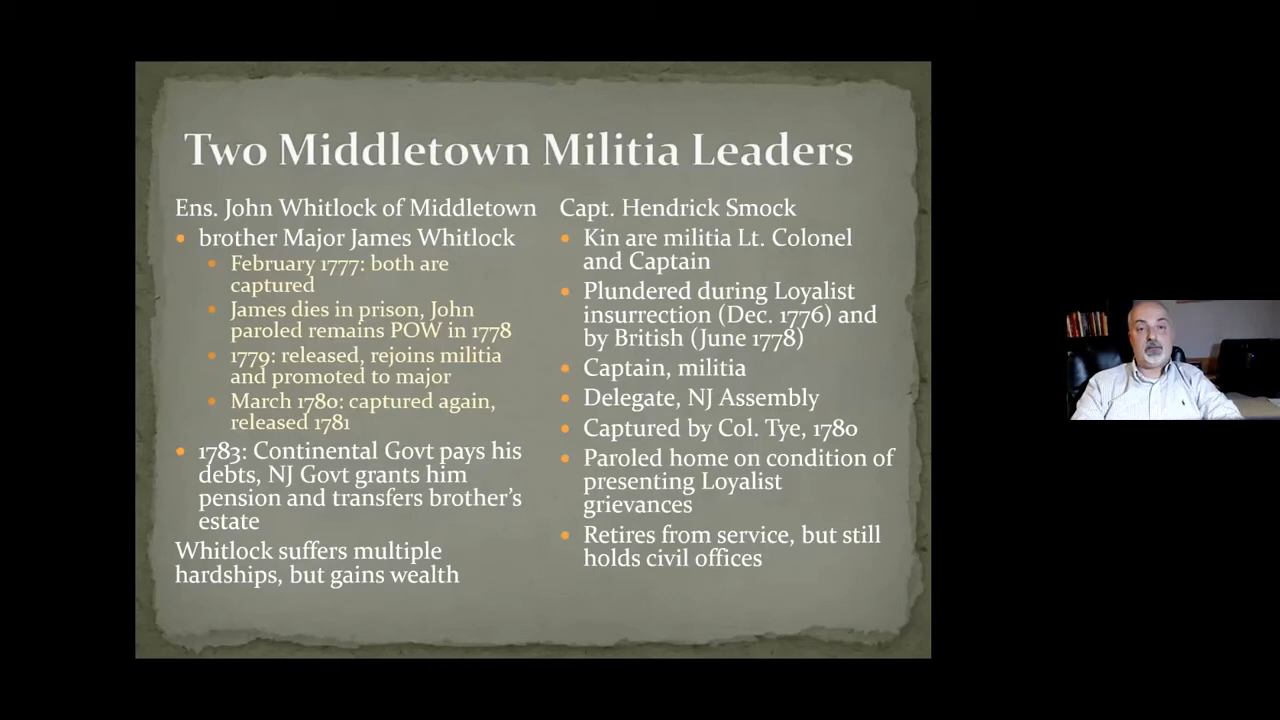 Two Middletown Militia Leaders
Ens. John Whitlock of Middletown
• brother Major James Whitlock
• February 1777: both are
captured
• James dies in prison, John
paroled remains POW in 1778
• 1779: released, rejoins militia
and promoted to major
• March 1780: captured again,
released 1781
• 1783: Continental Govt pays his
debts, NJ Govt grants him
pension and transfers brother's
estate
Whitlock suffers multiple
hardships, but gains wealth
Capt. Hendrick Smock
• Kin are militia Lt. Colonel
and Captain
• Plundered during Loyalist
insurrection (Dec. 1776) and
by British (June 1778)
• Captain, militia
• Delegate, NJ Assembly
• Captured by Col. Tye, 1780
• Paroled home on condition of
presenting Loyalist
grievances
• Retires from service, but still
holds civil offices